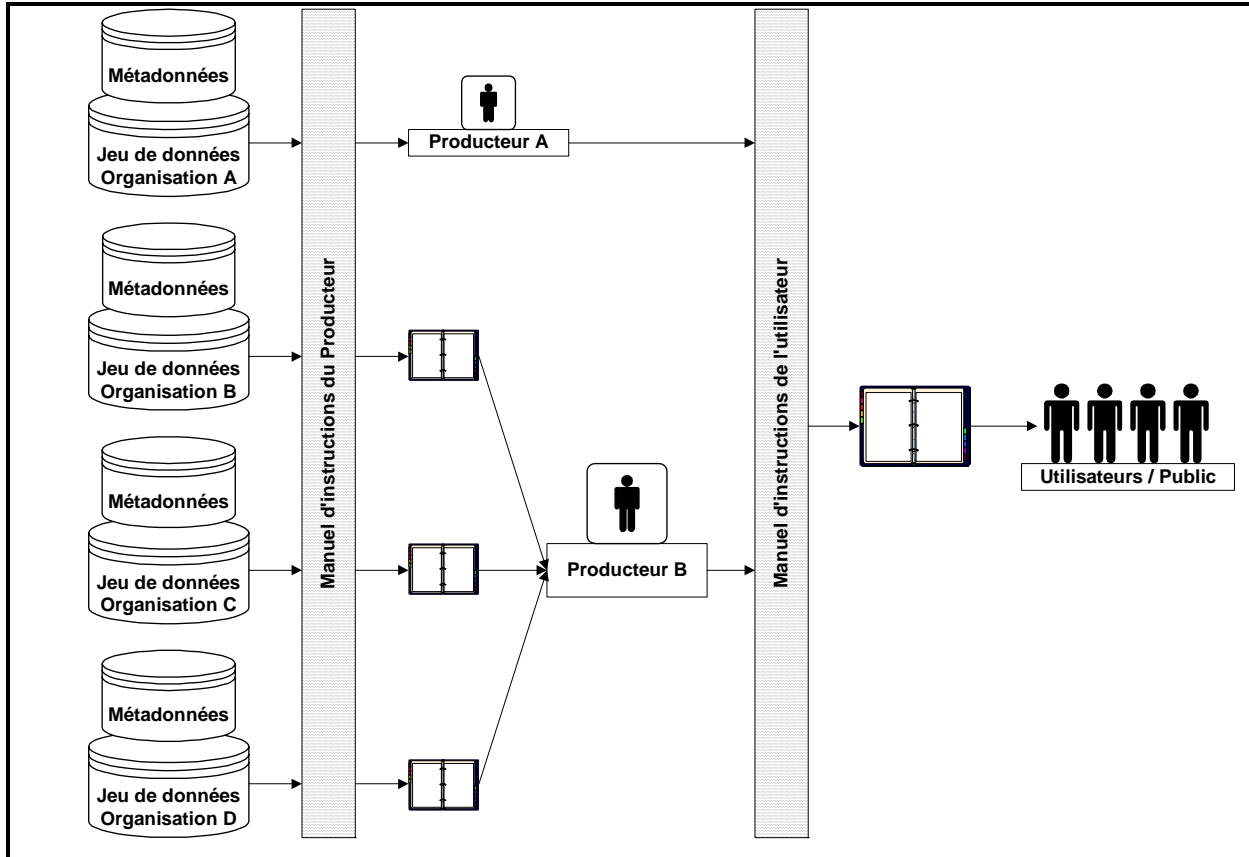 Métadonnées
Jeu de données
Organisation A
Métadonnées
Jeu de données
Organisation B
Métadonnées
Jeu de données
Organisation C
Métadonnées
Jeu de données
Organisation D
Manuel d'instructions du Producteur
Producteur A
Producteur B
Manuel d'instructions de l'utilisateur
Utilisateurs / Public